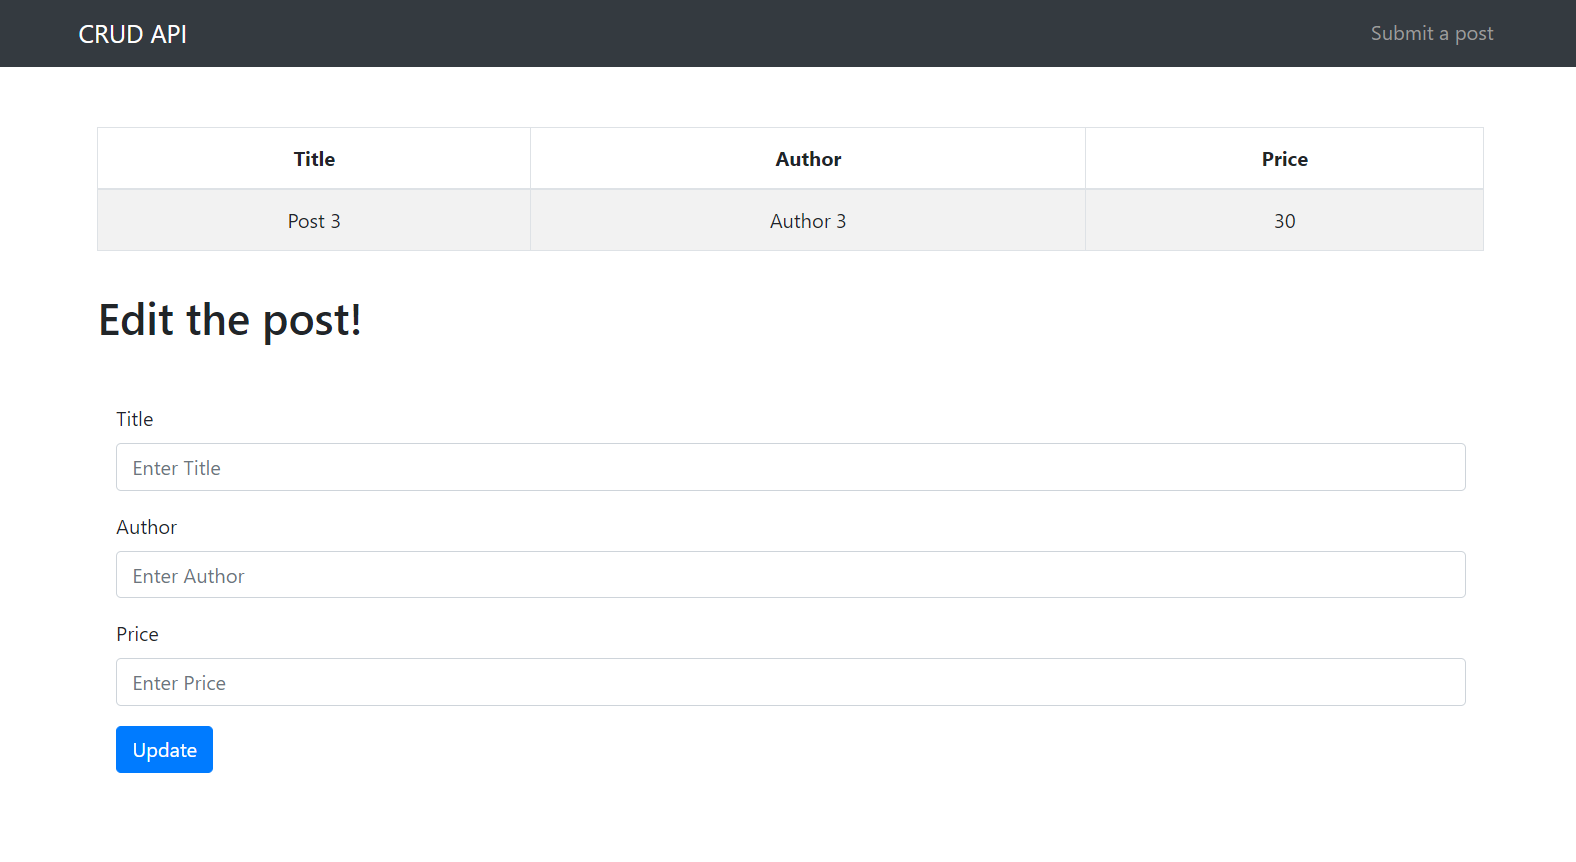 CRUD API Submit a post
Title Author Price
Post 3 Author 3 30
Edit the post!
Title
Enter Title
Author
Enter Author
Price
Enter Price
Update